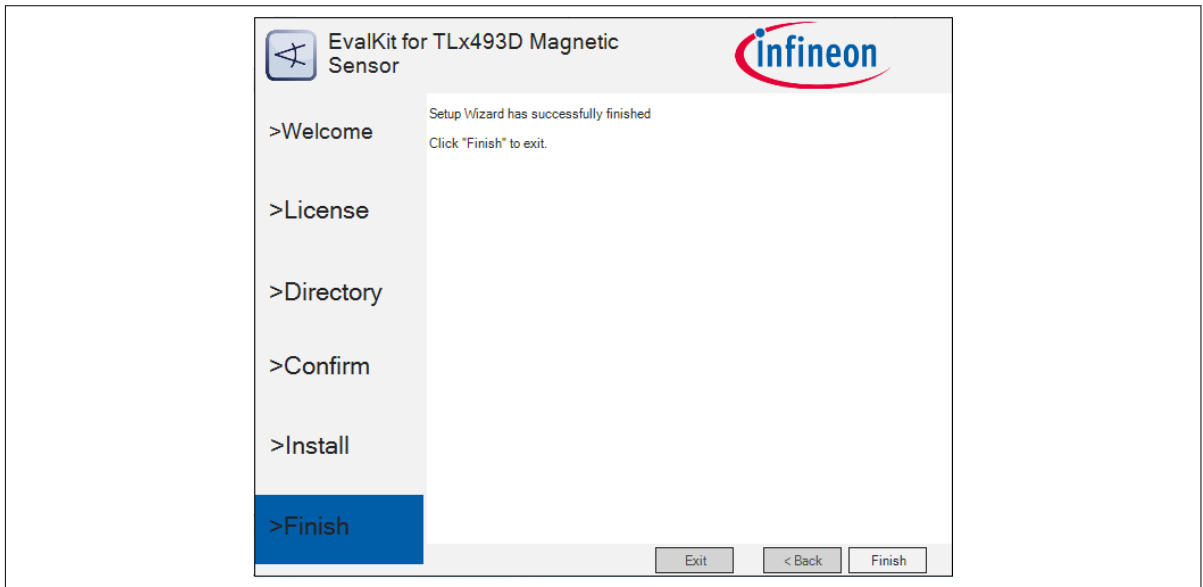 EvalKit for TLx493D Magnetic
Sensor
infineon
>Welcome
Setup Wizard has successfully finished
Click "Finish" to exit.
>License
>Directory
>Confirm
>Install
>Finish
Exit
< Back
Finish